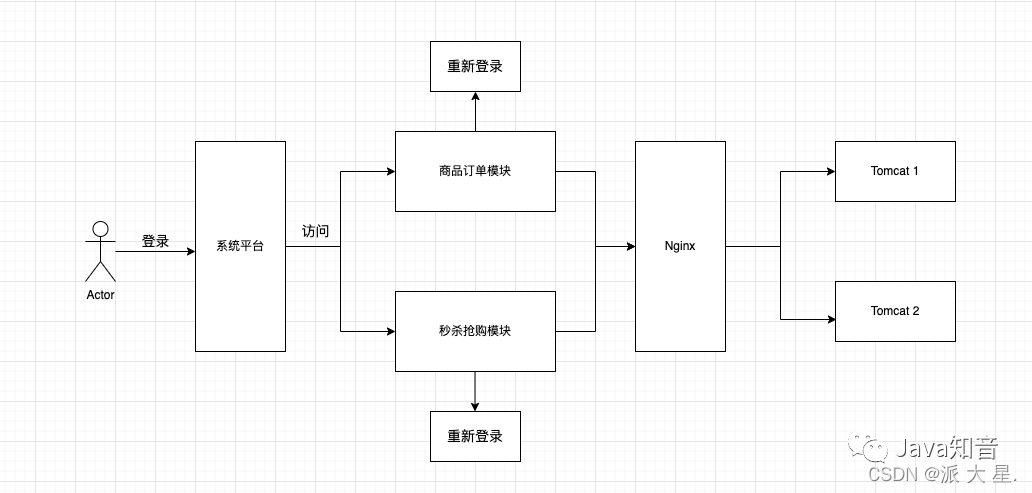 重新登录
商品订单模块
Tomcat 1
访问
登录
系统平台
Nginx
Actor
秒杀抢购模块
Tomcat 2
重新登录
Java知音
CSDN @派 大 星.